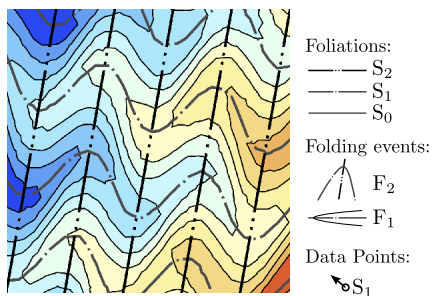 Foliations:
S₂
S₁
S₀
Folding events:
F₂
F₁
Data Points:
S₁